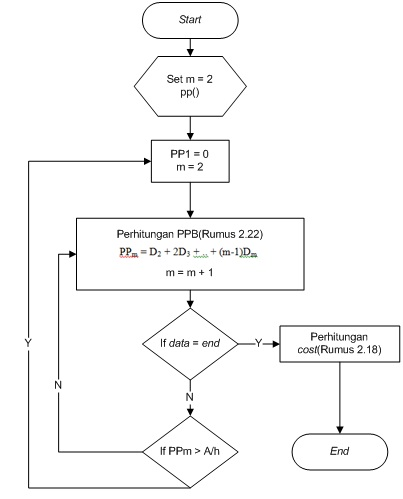 Start
Set m = 2
pp()
PP1 = 0
m = 2
Perhitungan PPB(Rumus 2.22)
PPm = D2 + 2D3 + .. + (m-1)Dm
m = m + 1
If data = end
Y
Perhitungan
cost(Rumus 2.18)
Y
N
N
If PPm > A/h
End